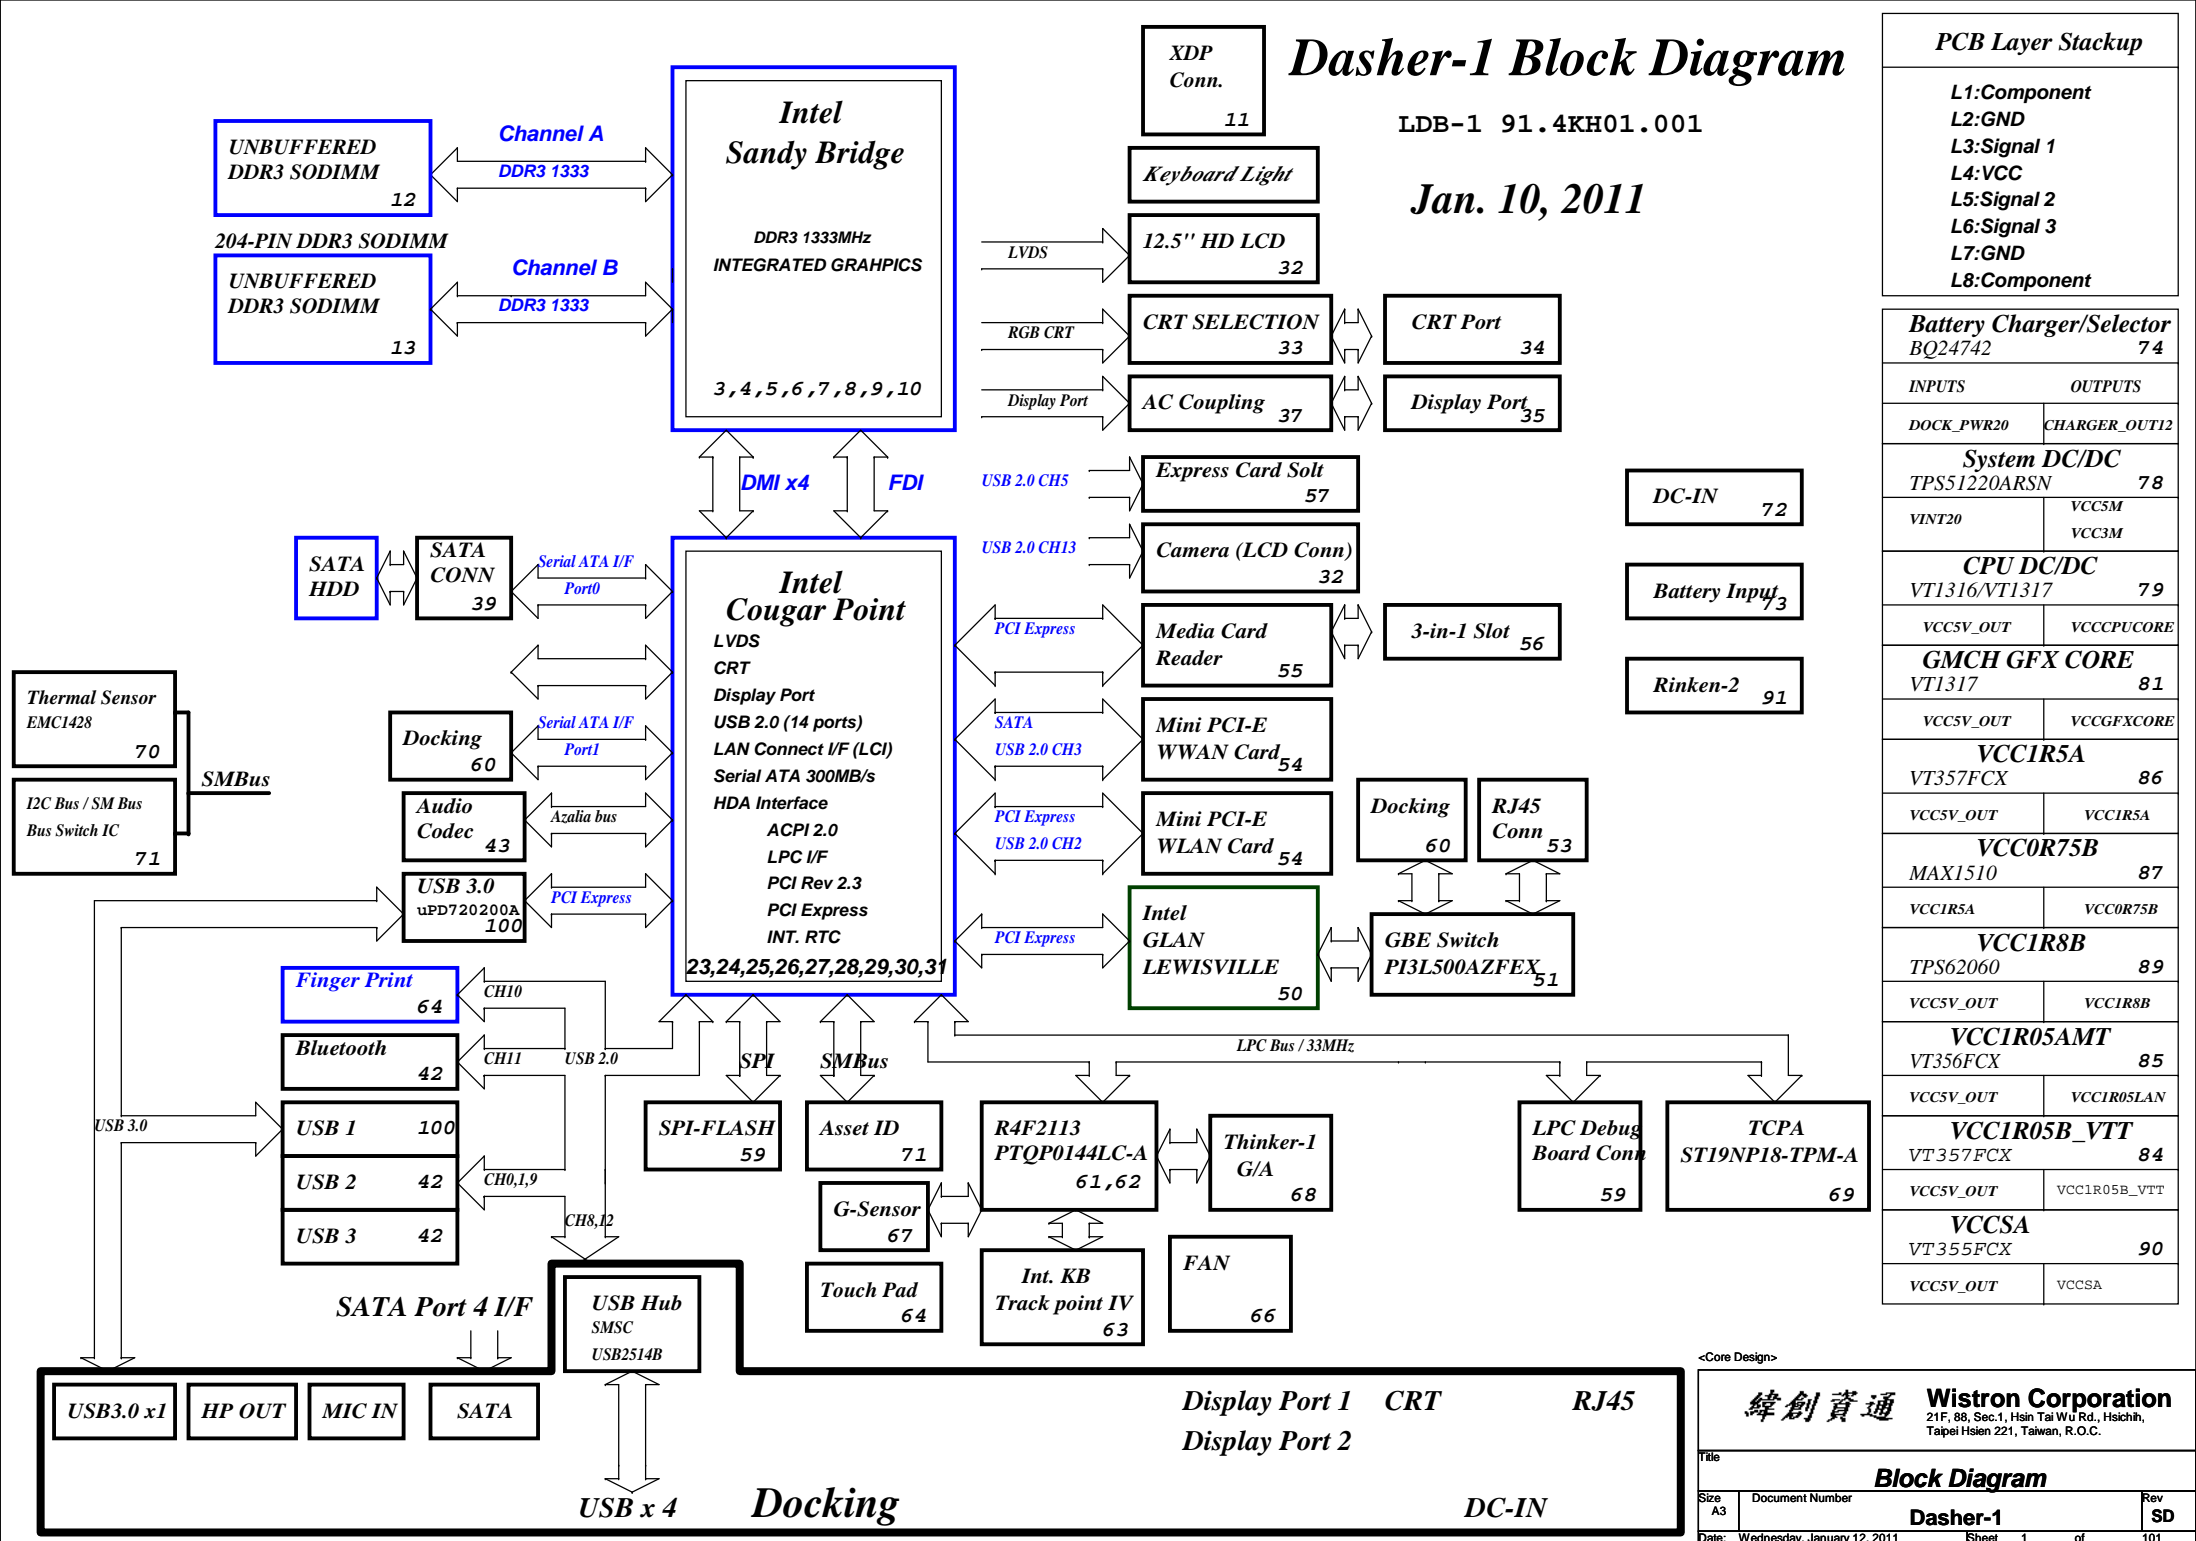 Dasher-1 Block Diagram
LDB-1 91.4KH01.001
Jan. 10, 2011
XDP
Conn.
11
Keyboard Light
UNBUFFERED
DDR3 SODIMM
12
Channel A
DDR3 1333
204-PIN DDR3 SODIMM
UNBUFFERED
DDR3 SODIMM
13
Channel B
DDR3 1333
Intel
Sandy Bridge
DDR3 1333MHz
INTEGRATED GRAHPICS
3,4,5,6,7,8,9,10
LVDS
12.5'' HD LCD
32
RGB CRT
CRT SELECTION
33
CRT Port
34
Display Port
AC Coupling
37
Display Port
35
DMI x4
FDI
USB 2.0 CH5
Express Card Solt
57
USB 2.0 CH13
Camera (LCD Conn)
32
SATA
HDD
SATA
CONN
39
Serial ATA I/F
Port0
Intel
Cougar Point
LVDS
CRT
Display Port
USB 2.0 (14 ports)
LAN Connect I/F (LCI)
Serial ATA 300MB/s
HDA Interface
ACPI 2.0
LPC I/F
PCI Rev 2.3
PCI Express
INT. RTC
23,24,25,26,27,28,29,30,31
PCI Express
Media Card
Reader
55
3-in-1 Slot
56
SATA
USB 2.0 CH3
Mini PCI-E
WWAN Card
54
PCI Express
USB 2.0 CH2
Mini PCI-E
WLAN Card
54
Docking
60
RJ45
Conn
53
PCI Express
Intel
GLAN
LEWISVILLE
50
GBE Switch
PI3L500AZFEX
51
DC-IN
72
Battery Input
73
Rinken-2
91
Thermal Sensor
EMC1428
70
SMBus
I2C Bus / SM Bus
Bus Switch IC
71
Docking
60
Serial ATA I/F
Port1
Audio
Codec
43
Azalia bus
USB 3.0
uPD720200A
100
PCI Express
Finger Print
64
CH10
Bluetooth
42
CH11
USB 2.0
USB 3.0
USB 1
100
USB 2
42
CH0,1,9
USB 3
42
CH8,12
SPI
SMBus
LPC Bus / 33MHz
SPI-FLASH
59
Asset ID
71
R4F2113
PTQP0144LC-A
61,62
Thinker-1
G/A
68
LPC Debug
Board Conn
59
TCPA
ST19NP18-TPM-A
69
G-Sensor
67
Touch Pad
64
Int. KB
Track point IV
63
FAN
66
SATA Port 4 I/F
USB Hub
SMSC
USB2514B
USB3.0 x1
HP OUT
MIC IN
SATA
USB x 4
Docking
Display Port 1
CRT
RJ45
Display Port 2
DC-IN
PCB Layer Stackup
L1:Component
L2:GND
L3:Signal 1
L4:VCC
L5:Signal 2
L6:Signal 3
L7:GND
L8:Component
Battery Charger/Selector
BQ24742 74
INPUTS OUTPUTS
DOCK_PWR20 CHARGER_OUT12
System DC/DC
TPS51220ARSN 78
VINT20 VCC5M
VCC3M
CPU DC/DC
VT1316/VT1317 79
VCC5V_OUT VCCCPUCORE
GMCH GFX CORE
VT1317 81
VCC5V_OUT VCCGFXCORE
VCC1R5A
VT357FCX 86
VCC5V_OUT VCC1R5A
VCC0R75B
MAX1510 87
VCC1R5A VCC0R75B
VCC1R8B
TPS62060 89
VCC5V_OUT VCC1R8B
VCC1R05AMT
VT356FCX 85
VCC5V_OUT VCC1R05LAN
VCC1R05B_VTT
VT357FCX 84
VCC5V_OUT VCC1R05B_VTT
VCCSA
VT355FCX 90
VCC5V_OUT VCCSA
<Core Design>
緯創資通
Wistron Corporation
21F, 88, Sec.1, Hsin Tai Wu Rd., Hsichih,
Taipei Hsien 221, Taiwan, R.O.C.
Title
Block Diagram
Size
A3
Document Number
Dasher-1
Rev
SD
Date: Wednesday, January 12, 2011 Sheet 1 of 101